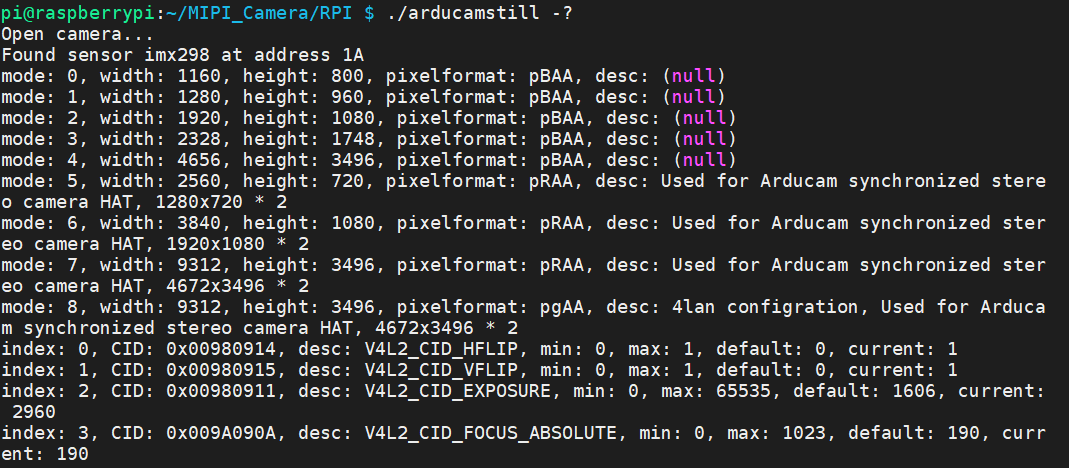 pi@raspberrypi:~/MIPI_Camera/RPI $ ./arducamstill -?
Open camera...
Found sensor imx298 at address 1A
mode: 0, width: 1160, height: 800, pixelformat: pBAA, desc: (null)
mode: 1, width: 1280, height: 960, pixelformat: pBAA, desc: (null)
mode: 2, width: 1920, height: 1080, pixelformat: pBAA, desc: (null)
mode: 3, width: 2328, height: 1748, pixelformat: pBAA, desc: (null)
mode: 4, width: 4656, height: 3496, pixelformat: pBAA, desc: (null)
mode: 5, width: 2560, height: 720, pixelformat: pRAA, desc: Used for Arducam synchronized stere
o camera HAT, 1280x720 * 2
mode: 6, width: 3840, height: 1080, pixelformat: pRAA, desc: Used for Arducam synchronized ster
eo camera HAT, 1920x1080 * 2
mode: 7, width: 9312, height: 3496, pixelformat: pRAA, desc: Used for Arducam synchronized ster
eo camera HAT, 4672x3496 * 2
mode: 8, width: 9312, height: 3496, pixelformat: pgAA, desc: 4lan configration, Used for Arduca
m synchronized stereo camera HAT, 4672x3496 * 2
index: 0, CID: 0x00980914, desc: V4L2_CID_HFLIP, min: 0, max: 1, default: 0, current: 1
index: 1, CID: 0x00980915, desc: V4L2_CID_VFLIP, min: 0, max: 1, default: 0, current: 1
index: 2, CID: 0x00980911, desc: V4L2_CID_EXPOSURE, min: 0, max: 65535, default: 1606, current:
 2960
index: 3, CID: 0x009A090A, desc: V4L2_CID_FOCUS_ABSOLUTE, min: 0, max: 1023, default: 190, curr
ent: 190